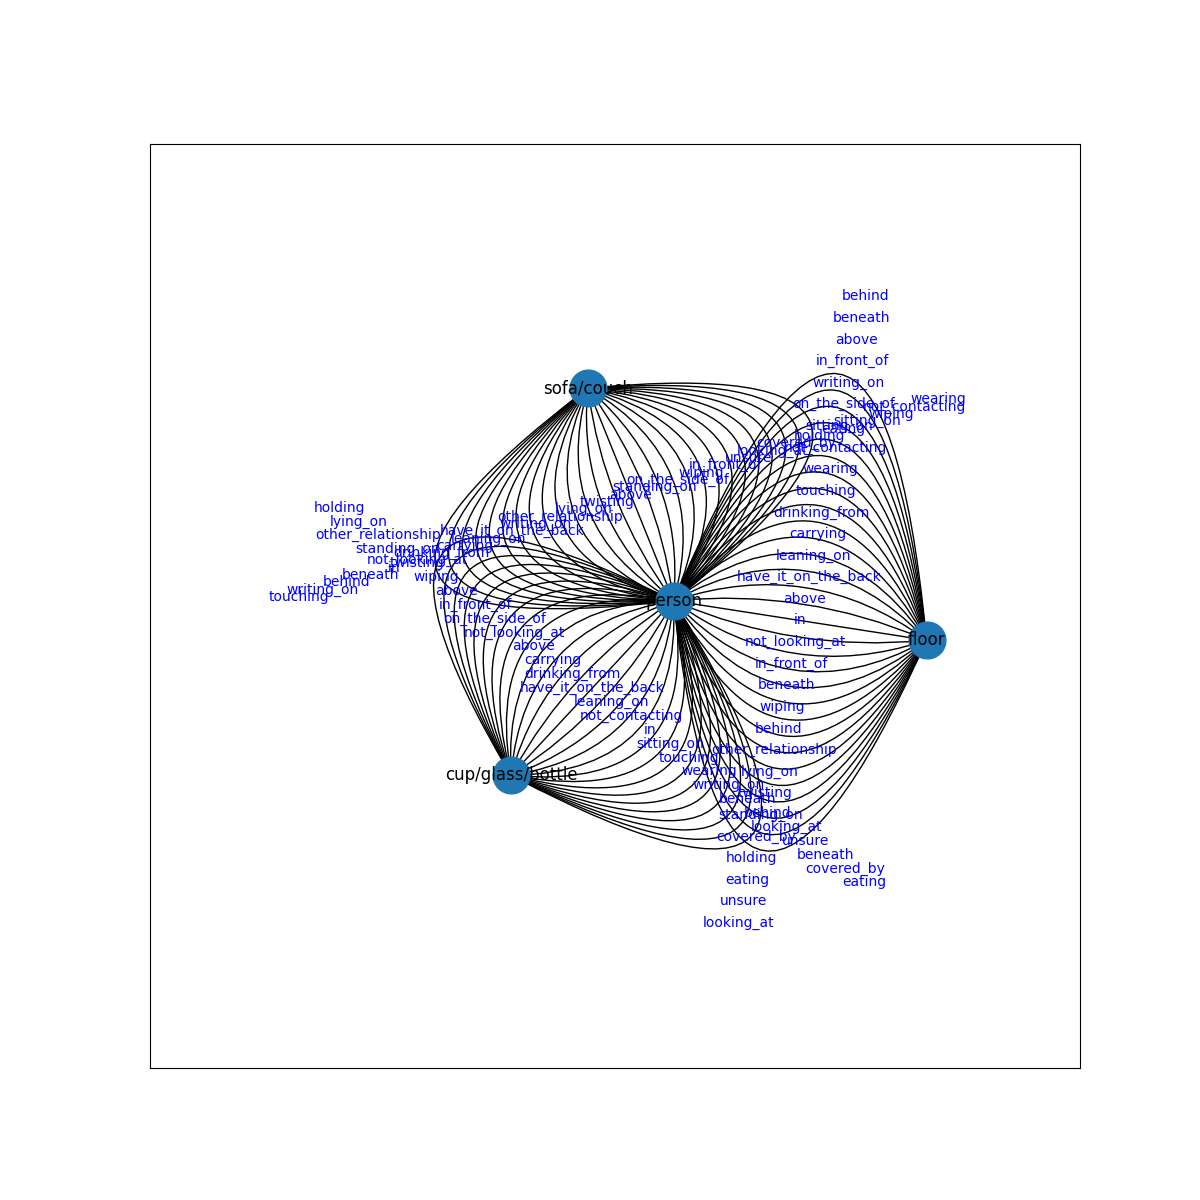 behind
beneath
above
in_front_of
writing_on
sofa/couch
wearing
on_the_side_of
not_contacting
wiping
sitting_on
sitting_on
eating
holding
covered_by
not_contacting
looking_at
unsure
in_front_of
wearing
wiping
on_the_side_of
standing_on
touching
above
twisting
lying_on
drinking_from
holding
other_relationship
lying_on
writing_on
have_it_on_the_back
carrying
other_relationship
leaning_on
standing_on
carrying
drinking_from
leaning_on
not_looking_at
twisting
in
beneath
wiping
have_it_on_the_back
behind
writing_on
above
touching
person
above
in_front_of
on_the_side_of
in
not_looking_at
floor
not_looking_at
above
carrying
in_front_of
drinking_from
have_it_on_the_back
beneath
leaning_on
wiping
not_contacting
in
behind
sitting_on
other_relationship
touching
cup/glass/bottle
wearing
lying_on
writing_on
twisting
beneath
standing_on
behind
looking_at
covered_by
unsure
holding
beneath
covered_by
eating
eating
unsure
looking_at